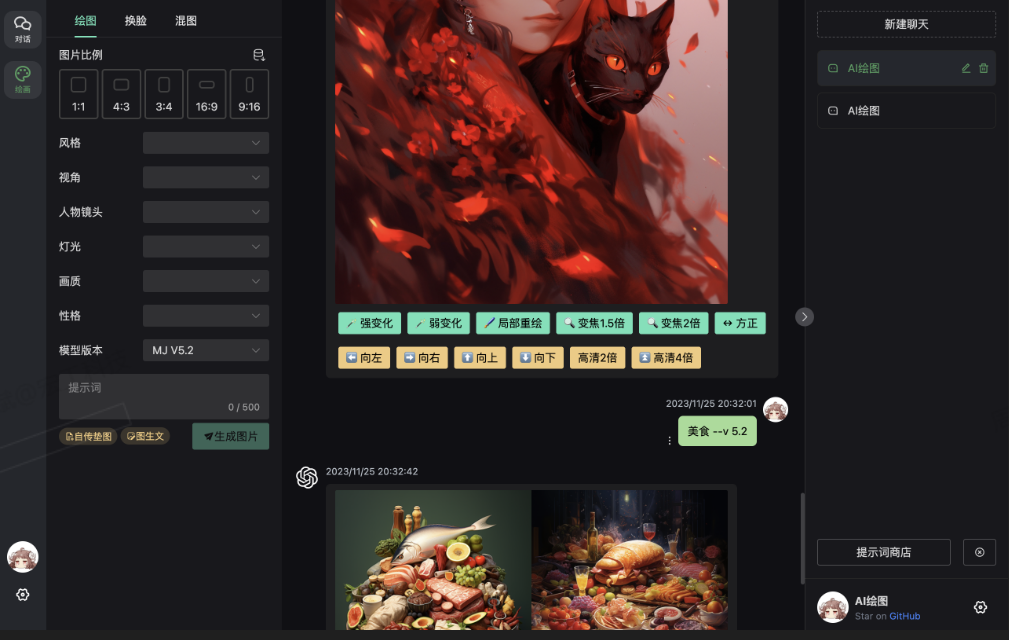 对话
绘画
绘图 换脸 混图
图片比例
1:1 4:3 3:4 16:9 9:16
风格
视角
人物镜头
灯光
画质
性格
模型版本 MJ V5.2
提示词
0 / 500
自传垫图 图生文 生成图片
强变化 弱变化 局部重绘 变焦1.5倍 变焦2倍 方正
向左 向右 向上 向下 高清2倍 高清4倍
2023/11/25 20:32:01
美食 --v 5.2
2023/11/25 20:32:42
新建聊天
AI绘图
AI绘图
提示词商店
AI绘图
Star on GitHub